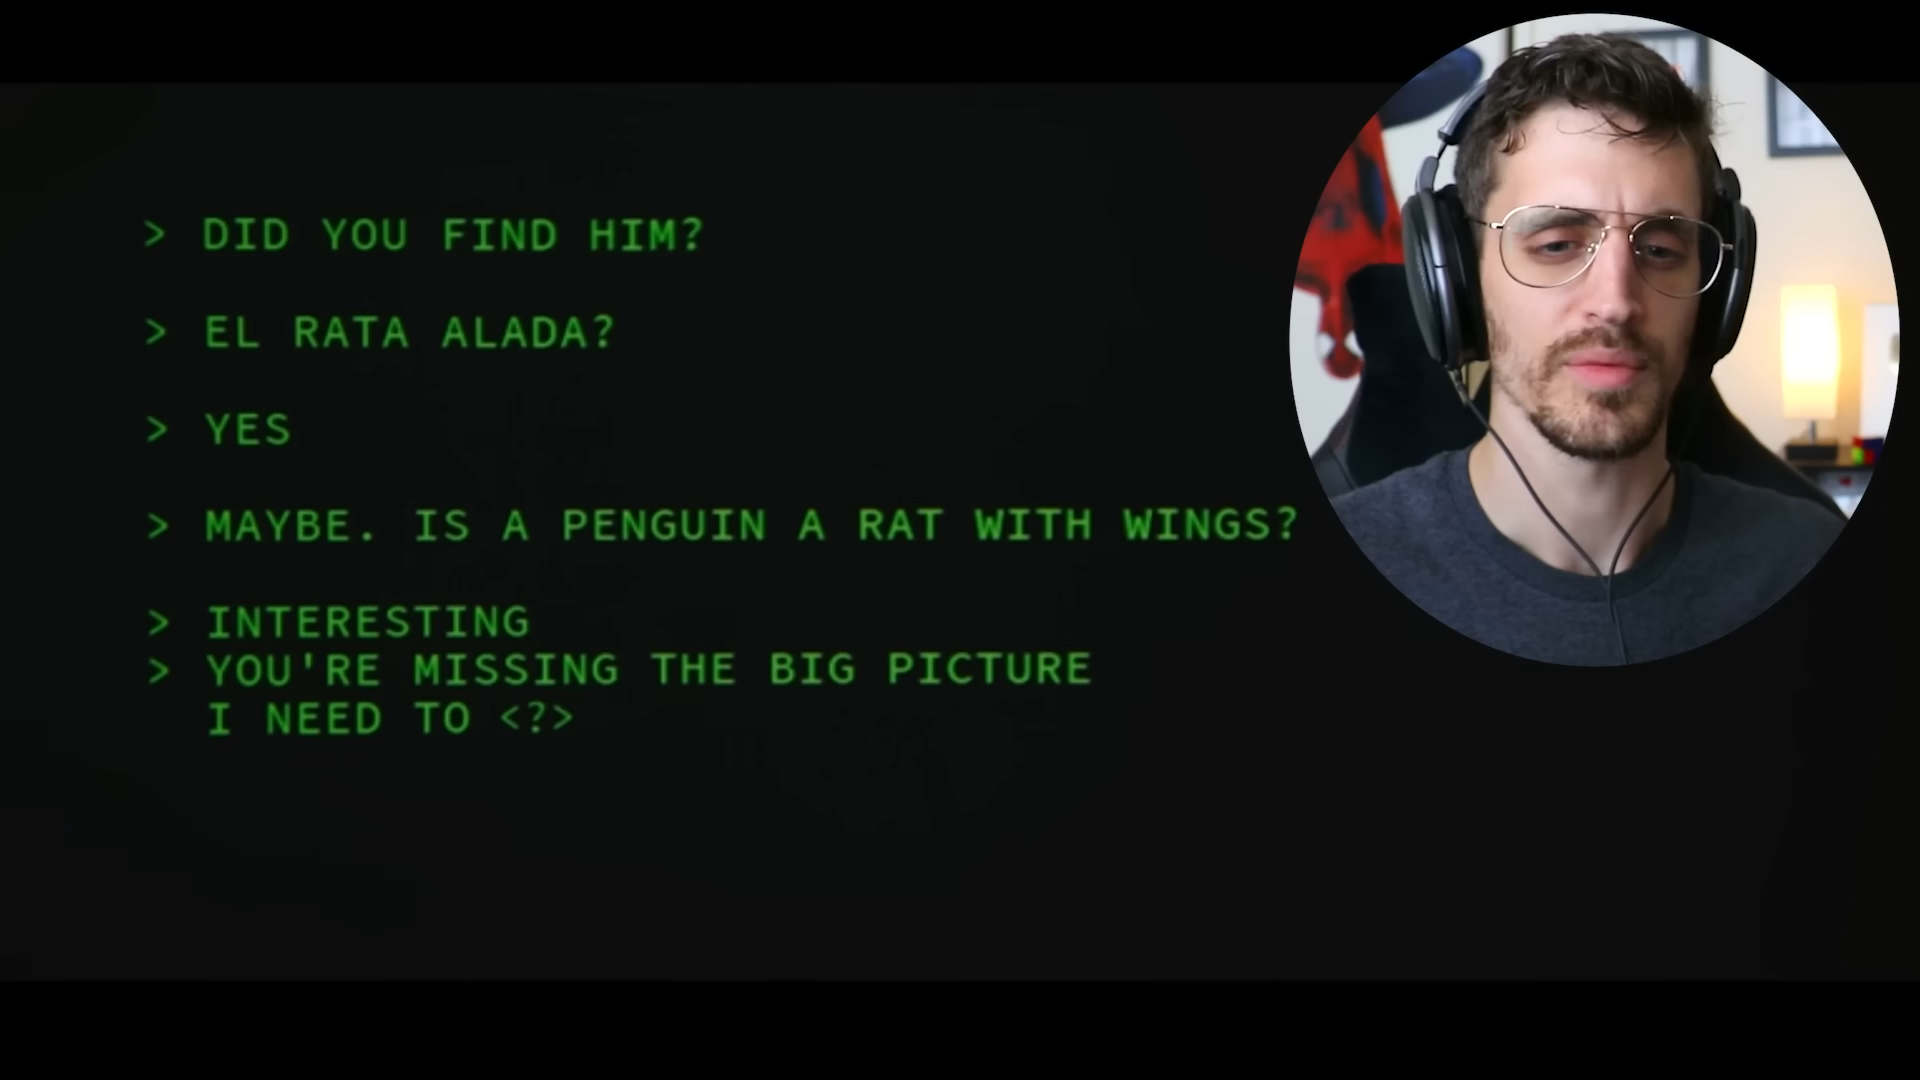 > DID YOU FIND HIM?
> EL RATA ALADA?
> YES
> MAYBE. IS A PENGUIN A RAT WITH WINGS?
> INTERESTING
> YOU'RE MISSING THE BIG PICTURE
I NEED TO <?>